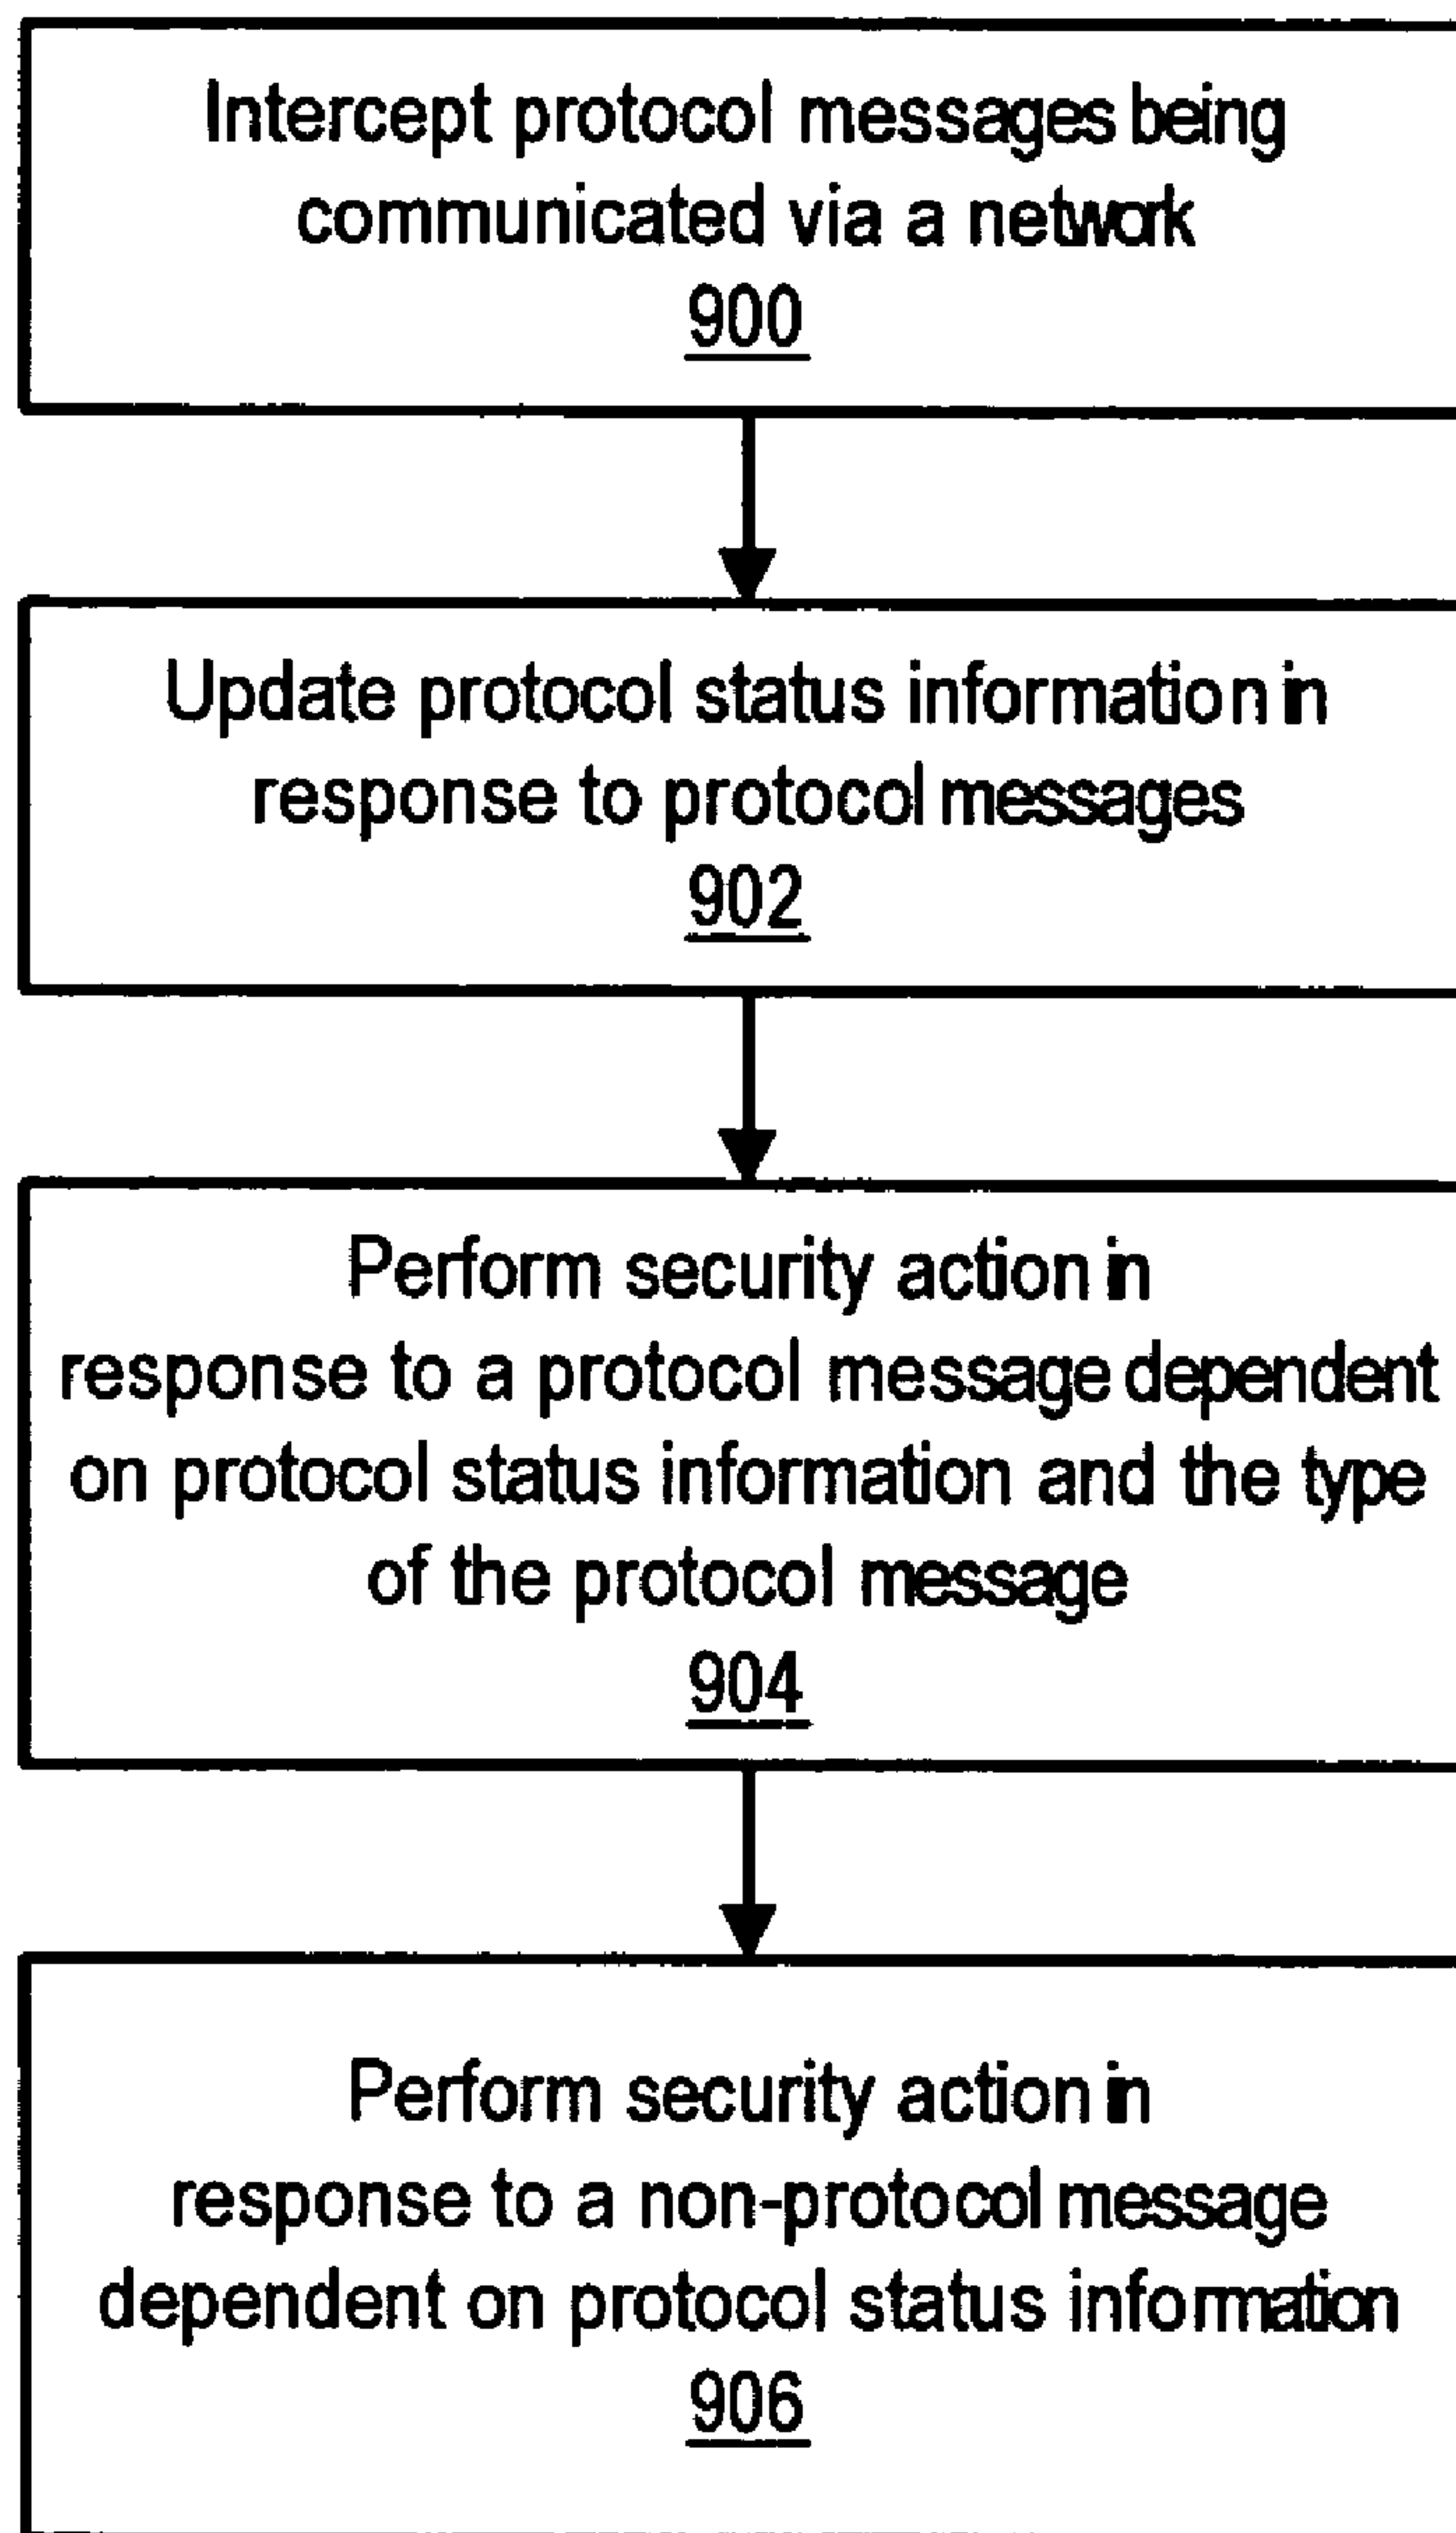 Intercept protocol messages being
communicated via a network
900
Update protocol status information in
response to protocol messages
902
Perform security action in
response to a protocol message dependent
on protocol status information and the type
of the protocol message
904
Perform security action in
response to a non-protocol message
dependent on protocol status information
906